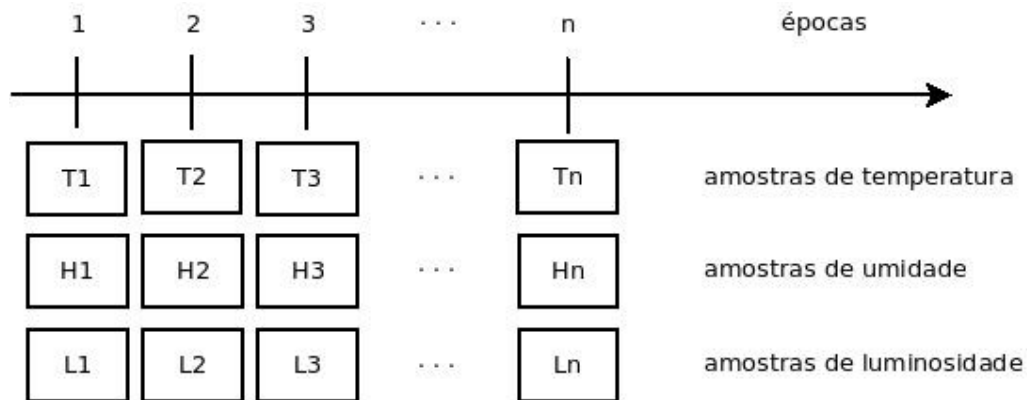 1 2 3 ... n épocas
T1 T2 T3 ... Tn amostras de temperatura
H1 H2 H3 ... Hn amostras de umidade
L1 L2 L3 ... Ln amostras de luminosidade